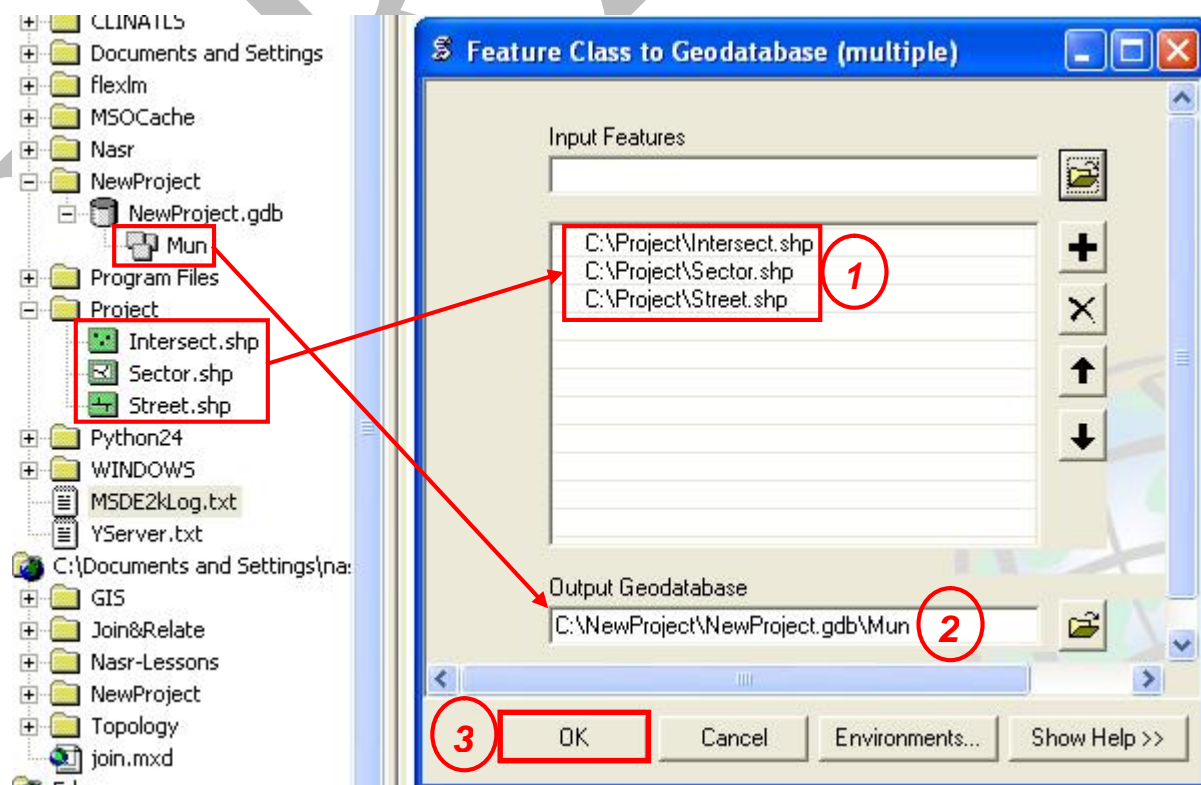 CLINATLS
Documents and Settings
flexlm
MSOCache
Nasr
NewProject
NewProject.gdb
Mun
Program Files
Project
Intersect.shp
Sector.shp
Street.shp
Python24
WINDOWS
MSDE2kLog.txt
YServer.txt
C:\Documents and Settings\na
GIS
Join&Relate
Nasr-Lessons
NewProject
Topology
join.mxd
Feature Class to Geodatabase (multiple)
Input Features
C:\Project\Intersect.shp
C:\Project\Sector.shp
C:\Project\Street.shp
1
Output Geodatabase
C:\NewProject\NewProject.gdb\Mun
2
3
OK
Cancel
Environments...
Show Help >>